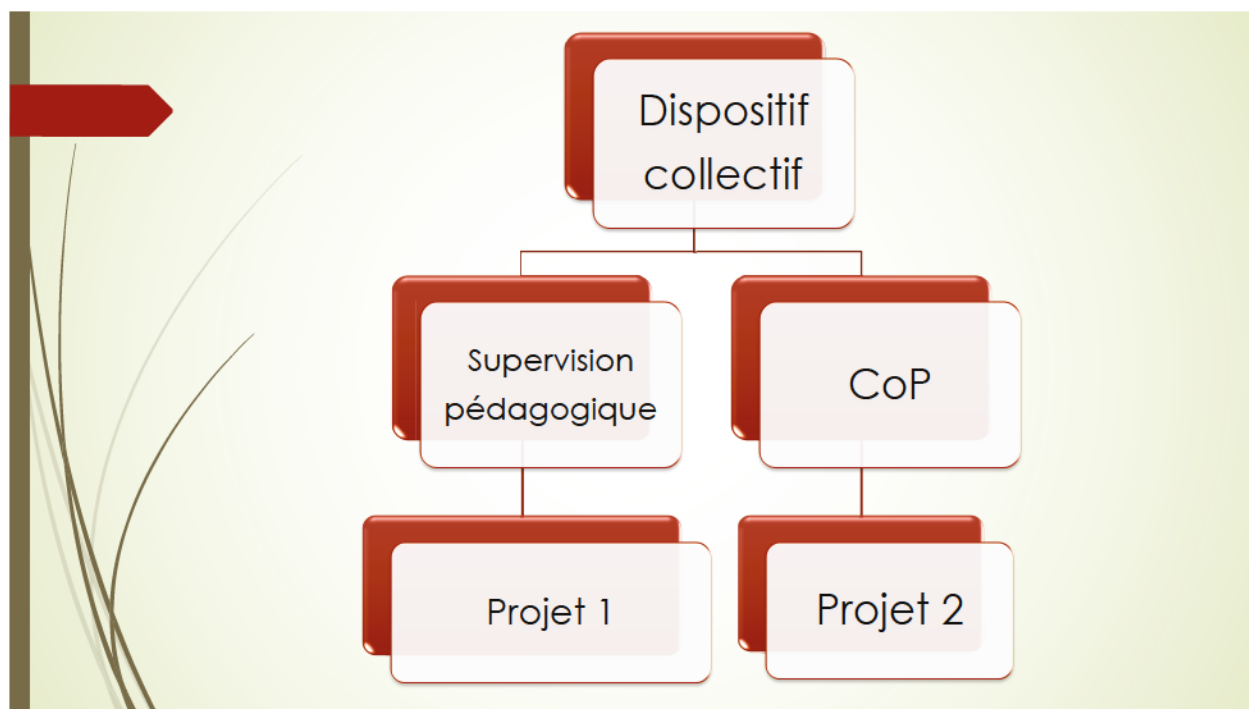 Dispositif
collectif
Supervision
pédagogique
CoP
Projet 1
Projet 2